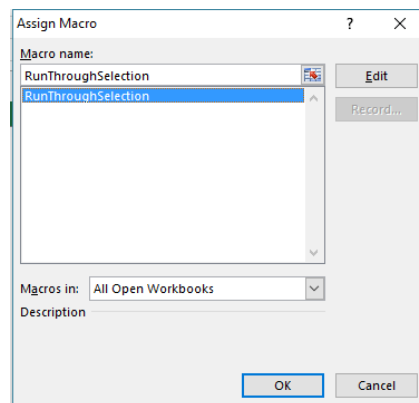 Assign Macro ? ×
Macro name:
RunThroughSelection Edit
RunThroughSelection
Record...
Macros in: All Open Workbooks
Description
OK Cancel